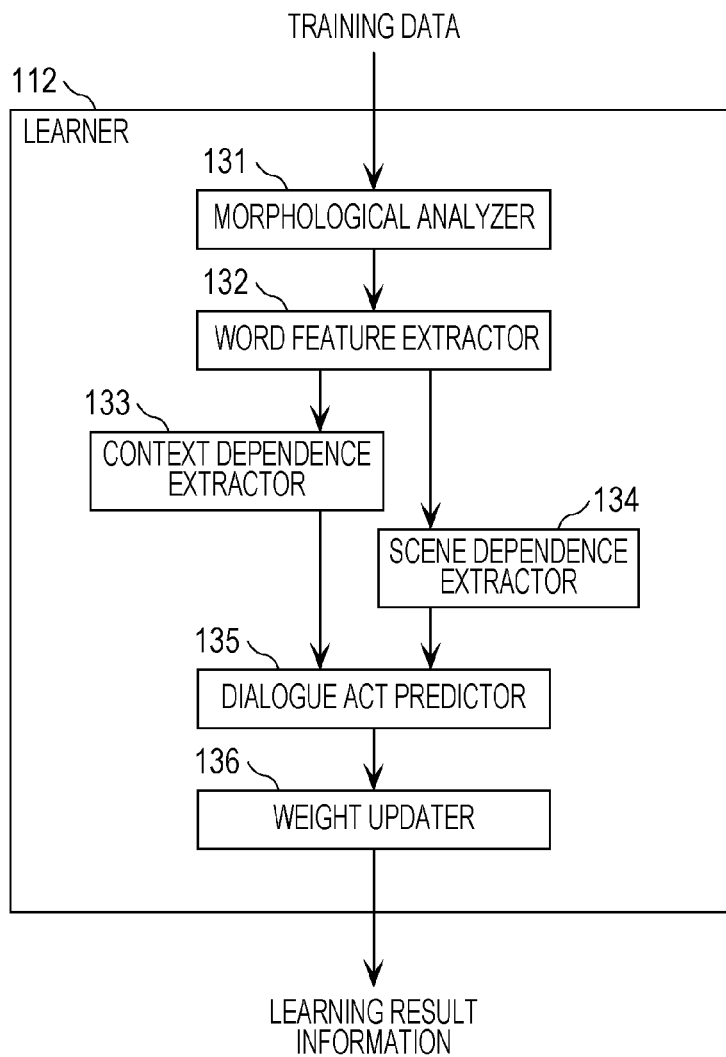 TRAINING DATA
112
LEARNER
131
MORPHOLOGICAL ANALYZER
132
WORD FEATURE EXTRACTOR
133
CONTEXT DEPENDENCE
EXTRACTOR
134
SCENE DEPENDENCE
EXTRACTOR
135
DIALOGUE ACT PREDICTOR
136
WEIGHT UPDATER
LEARNING RESULT
INFORMATION